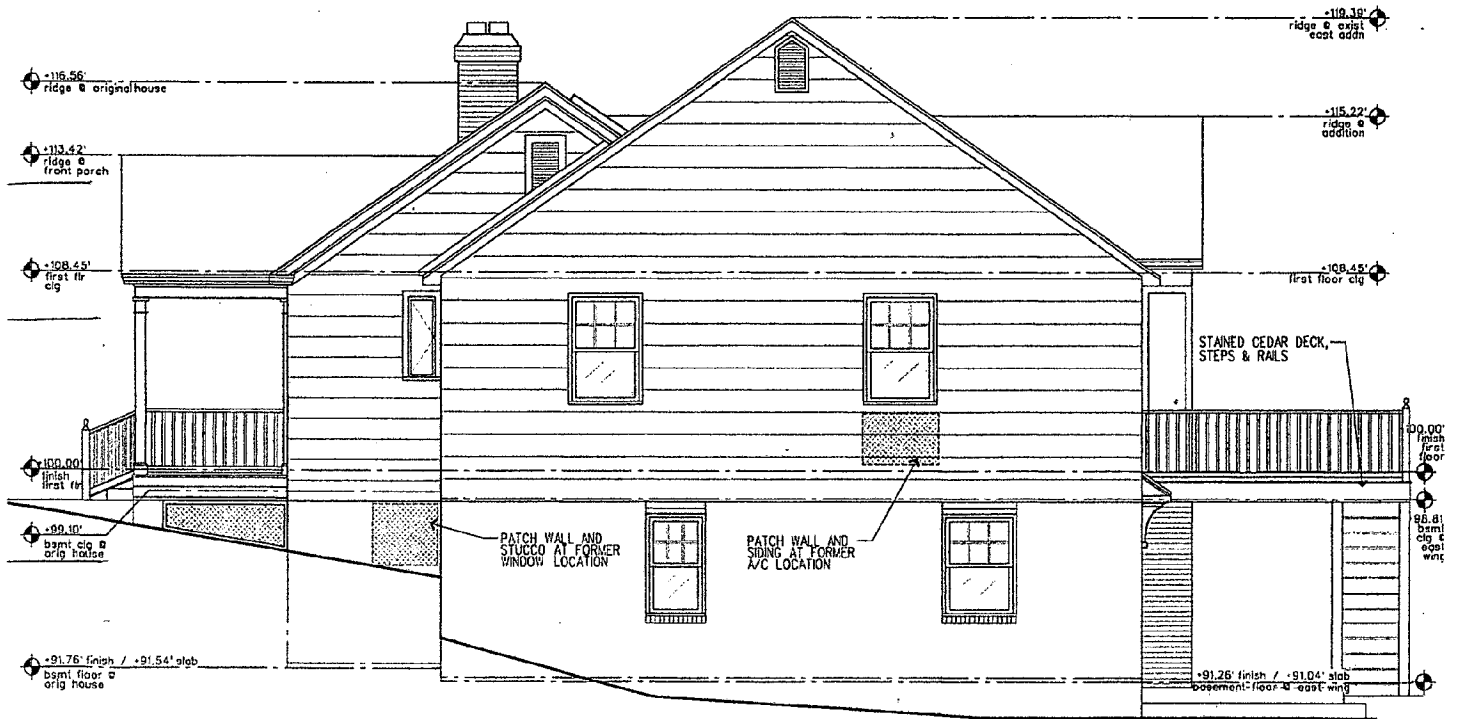 +119.39'
ridge @ exist
east addn
+116.56'
ridge @ original house
+115.22'
ridge @
addition
+113.42'
ridge @
front porch
+108.45'
first flr
clg
+108.45'
first floor clg
STAINED CEDAR DECK,
STEPS & RAILS
+100.00'
finish
first flr
00.00'
finish
first
floor
+99.10'
bsmt clg @
orig house
98.81
bsmt
clg @
east
wing
PATCH WALL AND
STUCCO AT FORMER
WINDOW LOCATION
PATCH WALL AND
SIDING AT FORMER
A/C LOCATION
+91.76' finish / +91.54' slab
bsmt floor @
orig house
+91.26' finish / +91.04' slab
basement floor @ east wing